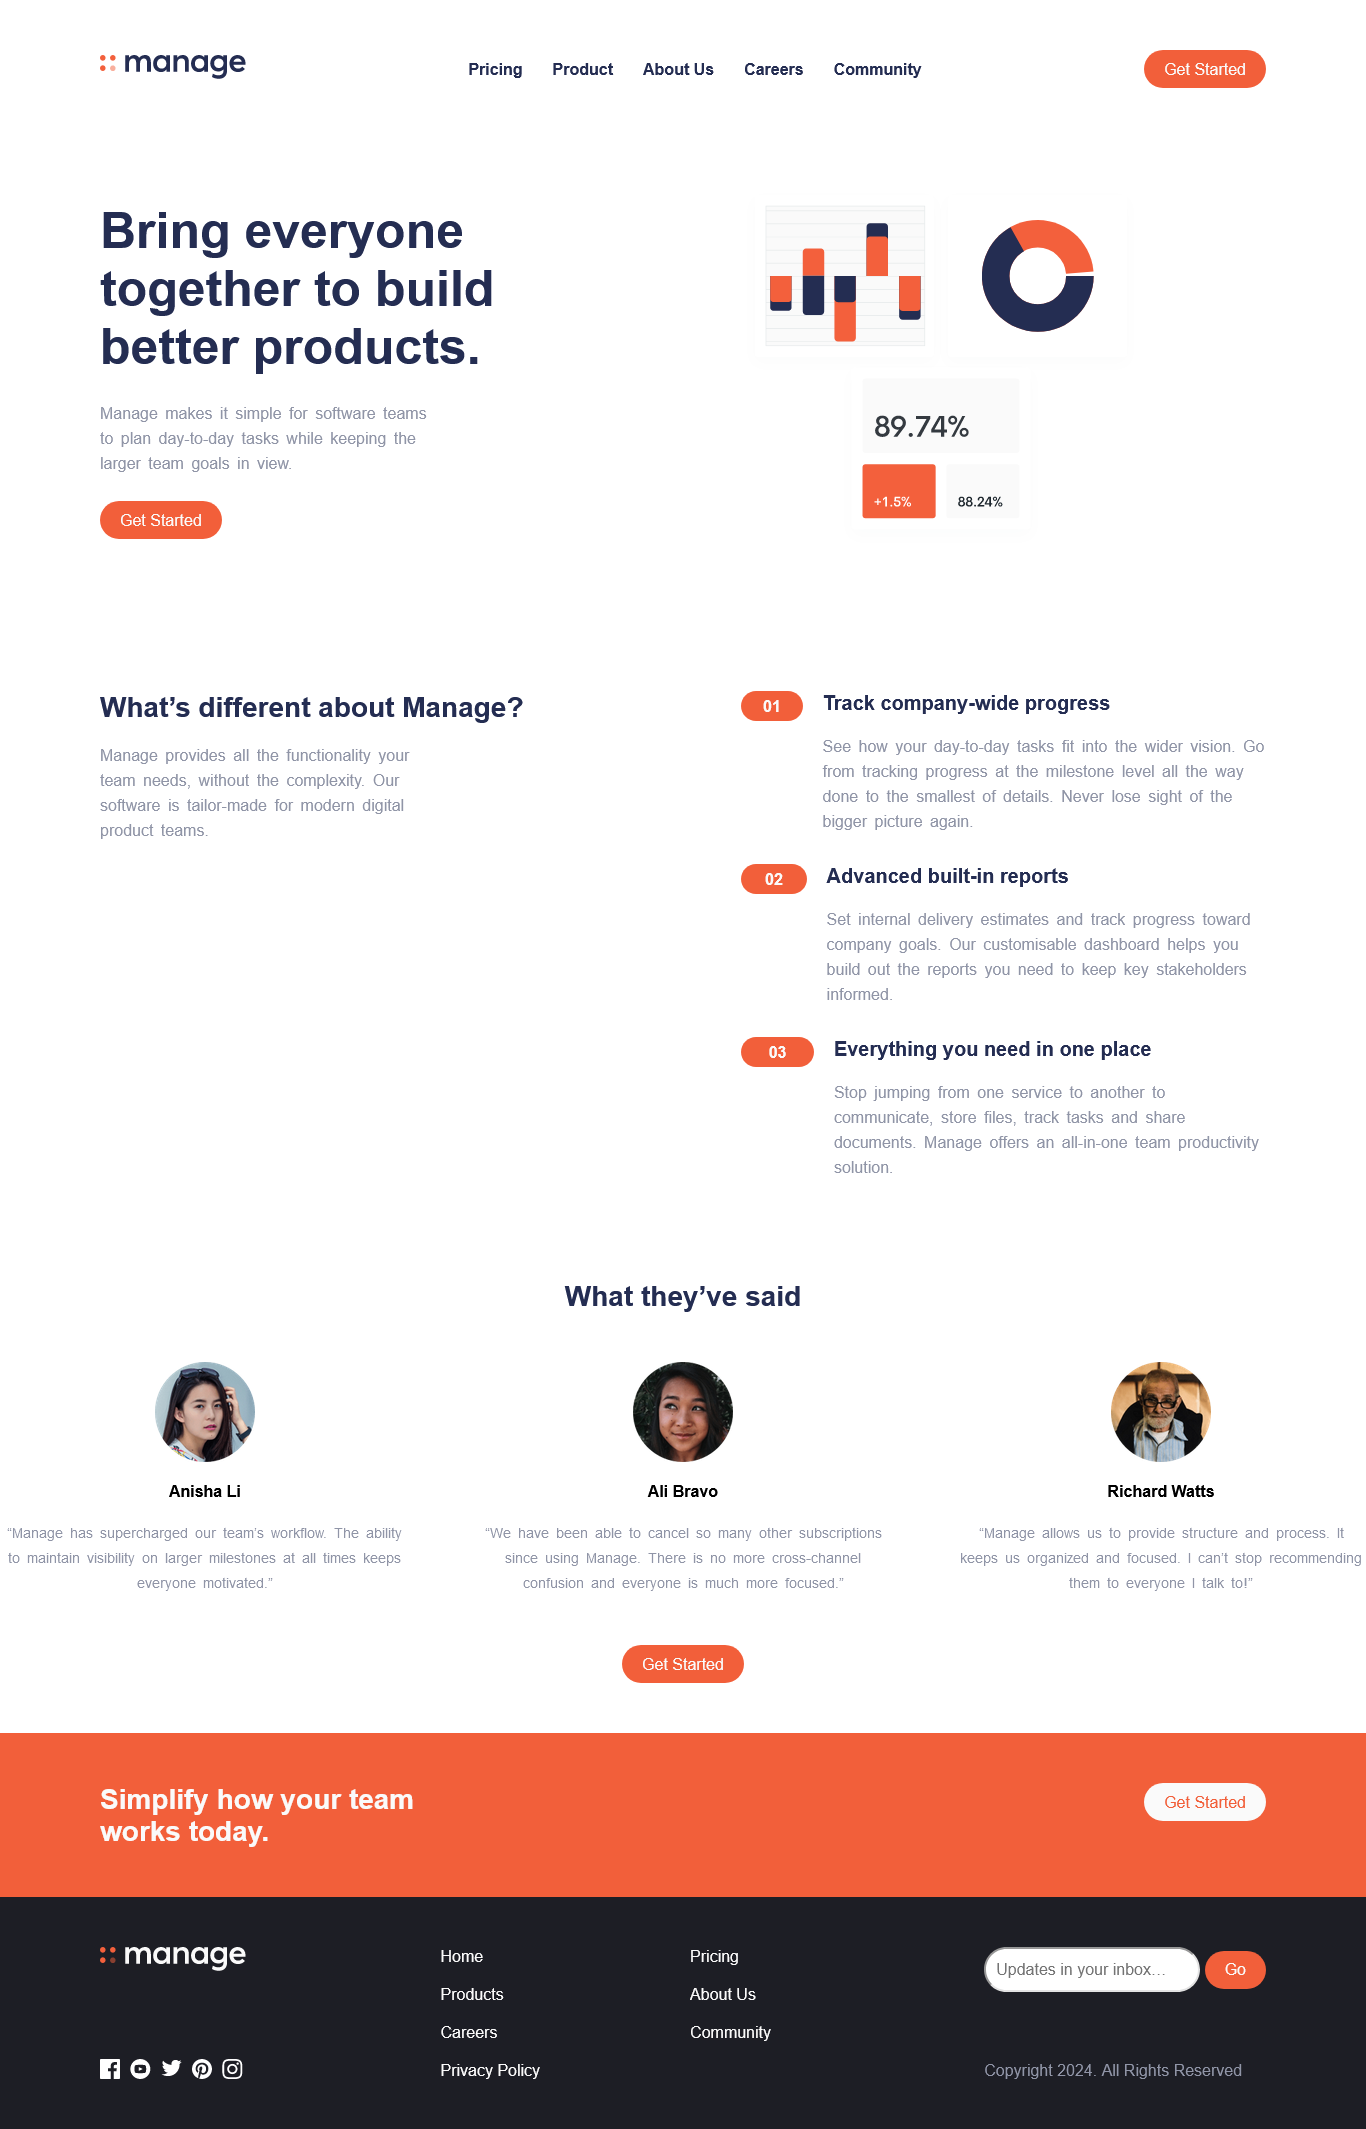 manage
Pricing Product About Us Careers Community
Get Started
Bring everyone
together to build
better products.
Manage makes it simple for software teams
to plan day-to-day tasks while keeping the
larger team goals in view.
Get Started
89.74%
+1.5%
88.24%
What’s different about Manage?
Manage provides all the functionality your
team needs, without the complexity. Our
software is tailor-made for modern digital
product teams.
01 Track company-wide progress
See how your day-to-day tasks fit into the wider vision. Go
from tracking progress at the milestone level all the way
done to the smallest of details. Never lose sight of the
bigger picture again.
02 Advanced built-in reports
Set internal delivery estimates and track progress toward
company goals. Our customisable dashboard helps you
build out the reports you need to keep key stakeholders
informed.
03 Everything you need in one place
Stop jumping from one service to another to
communicate, store files, track tasks and share
documents. Manage offers an all-in-one team productivity
solution.
What they’ve said
Anisha Li
“Manage has supercharged our team’s workflow. The ability
to maintain visibility on larger milestones at all times keeps
everyone motivated.”
Ali Bravo
“We have been able to cancel so many other subscriptions
since using Manage. There is no more cross-channel
confusion and everyone is much more focused.”
Richard Watts
“Manage allows us to provide structure and process. It
keeps us organized and focused. I can’t stop recommending
them to everyone I talk to!”
Get Started
Simplify how your team
works today.
Get Started
manage
Home
Products
Careers
Privacy Policy
Pricing
About Us
Community
Updates in your inbox…
Go
Copyright 2024. All Rights Reserved